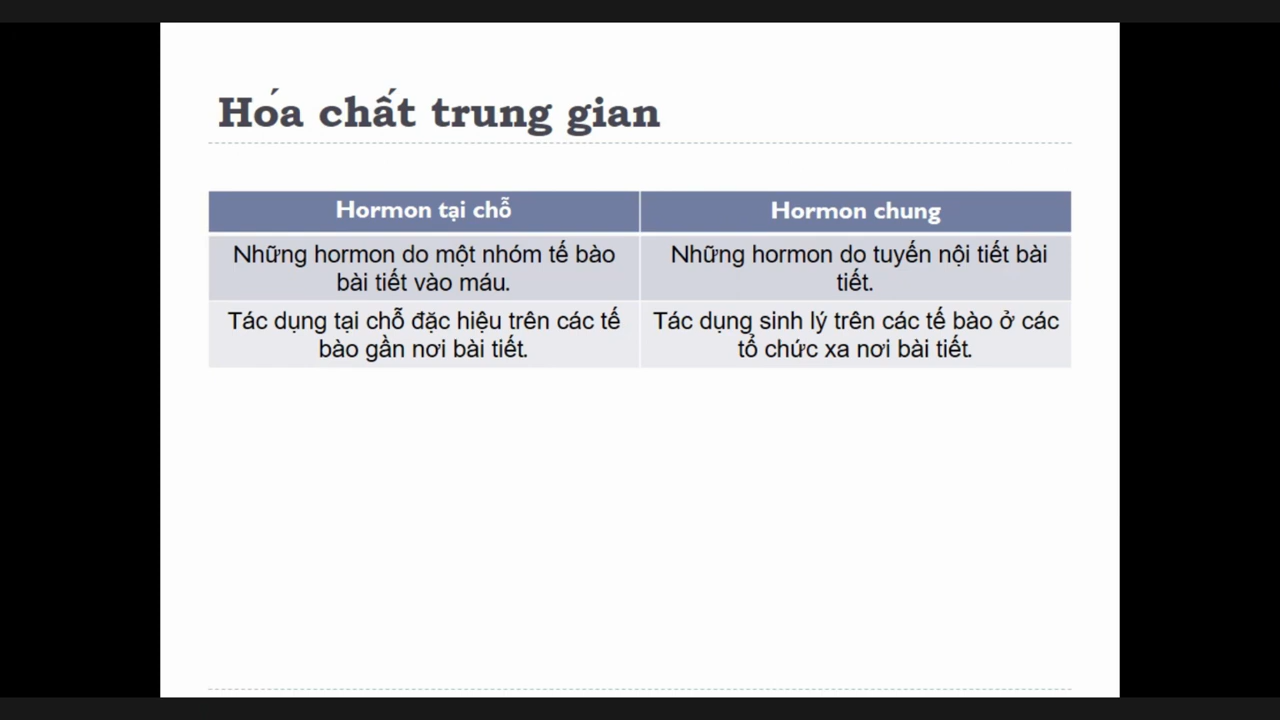 Hóa chất trung gian
Hormon tại chỗ
Hormon chung
Những hormon do một nhóm tế bào
bài tiết vào máu.
Những hormon do tuyến nội tiết bài
tiết.
Tác dụng tại chỗ đặc hiệu trên các tế
bào gần nơi bài tiết.
Tác dụng sinh lý trên các tế bào ở các
tổ chức xa nơi bài tiết.